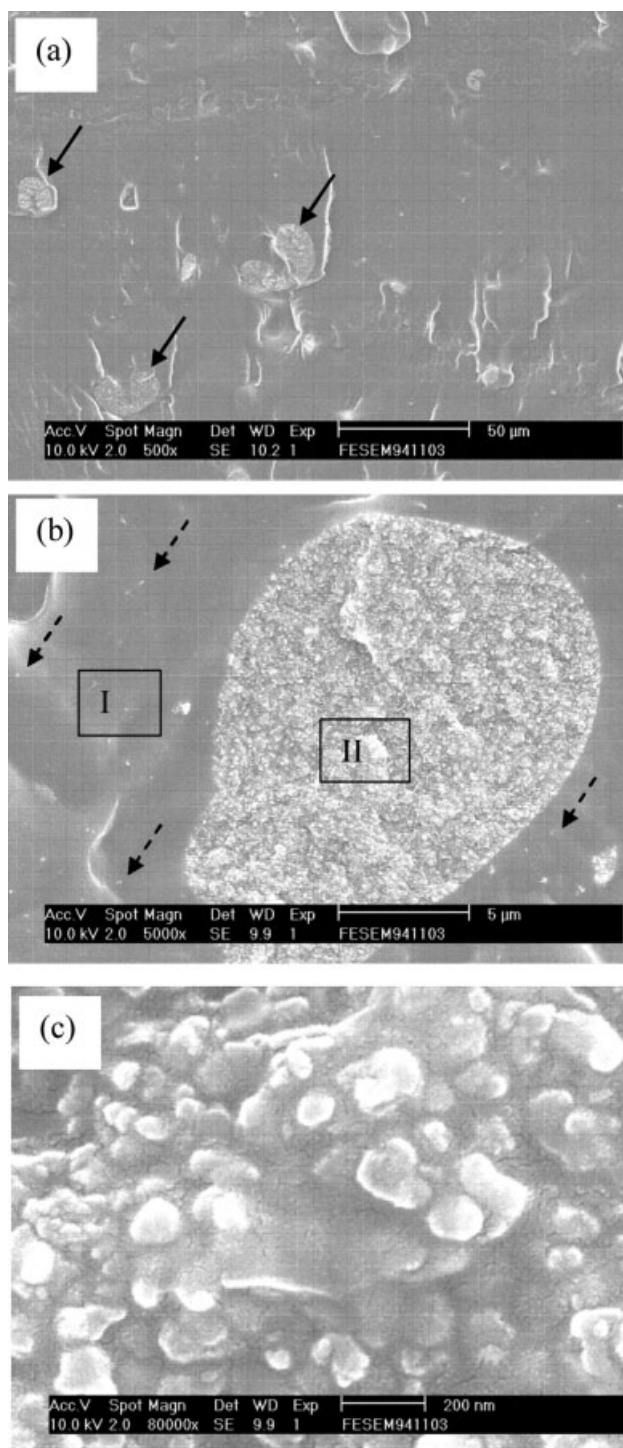 (a)
Acc.V Spot Magn Det WD Exp 50 µm
10.0 kV 2.0 500x SE 10.2 1 FESEM941103
(b)
I
II
Acc.V Spot Magn Det WD Exp 5 µm
10.0 kV 2.0 5000x SE 9.9 1 FESEM941103
(c)
Acc.V Spot Magn Det WD Exp 200 nm
10.0 kV 2.0 80000x SE 9.9 1 FESEM941103